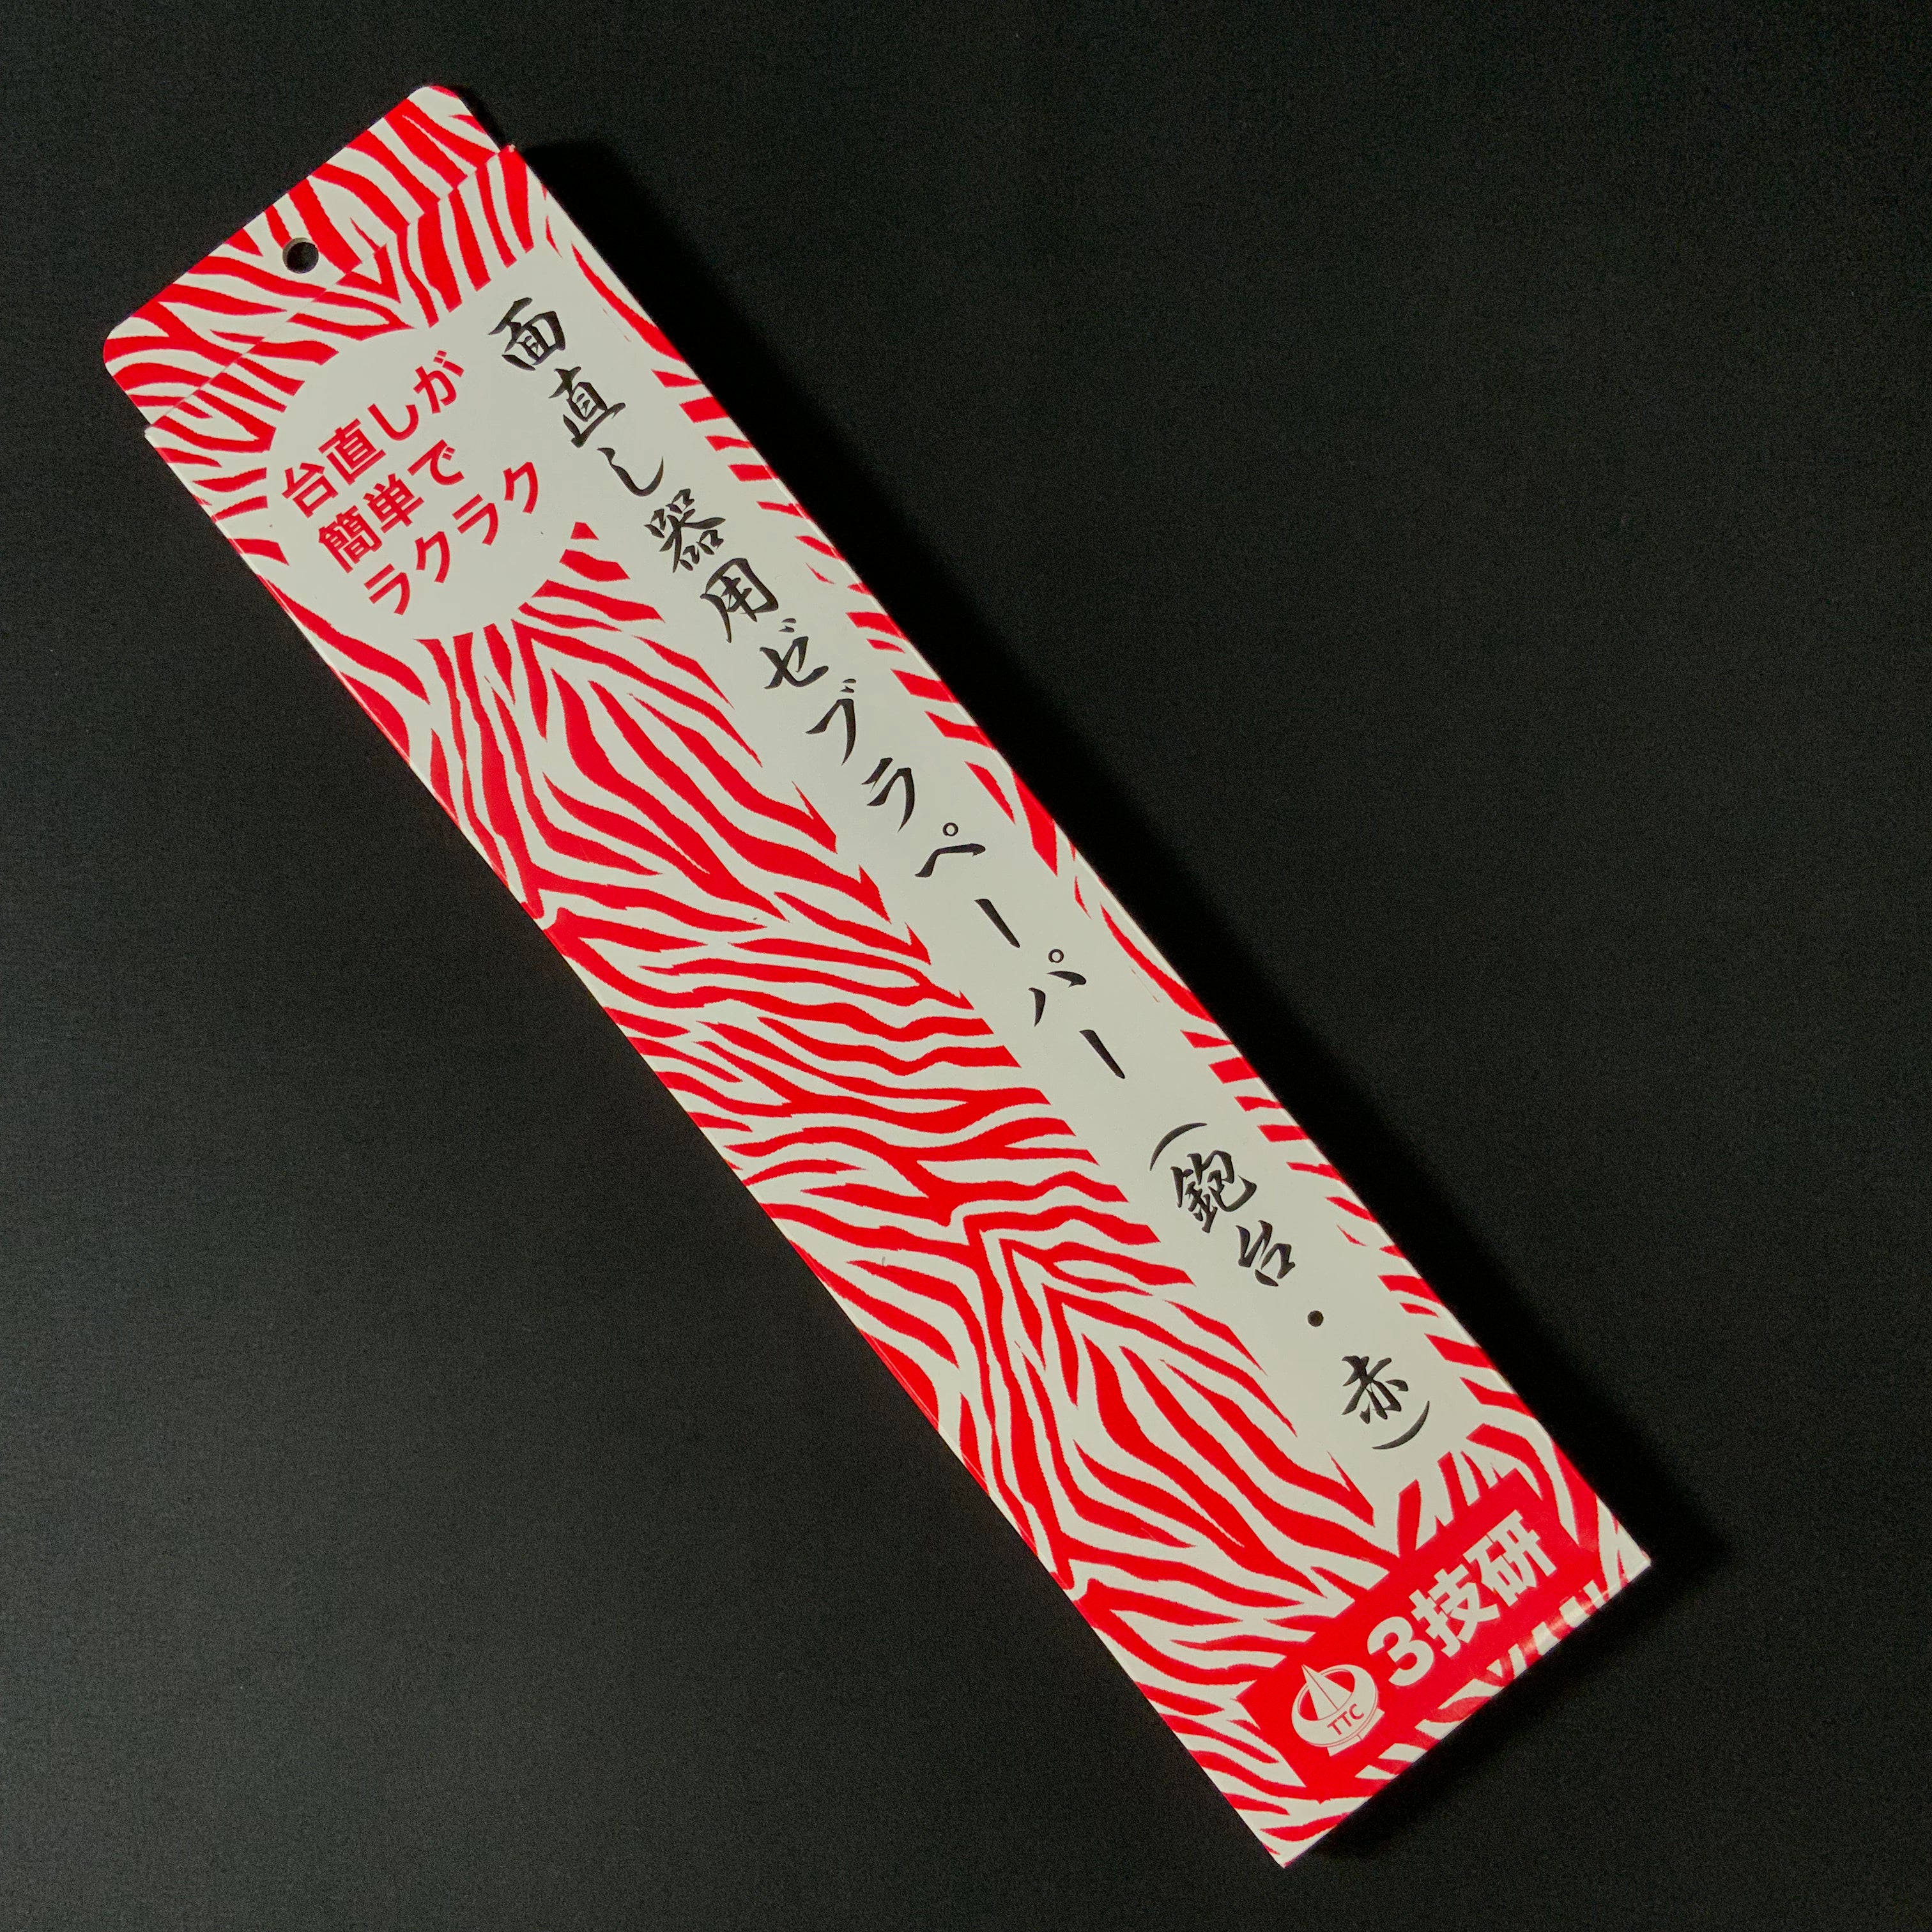 台直しが
簡単で
ラクラク
面直し器用ゼブラペーパー(鉋台・赤)
TTC
3技研